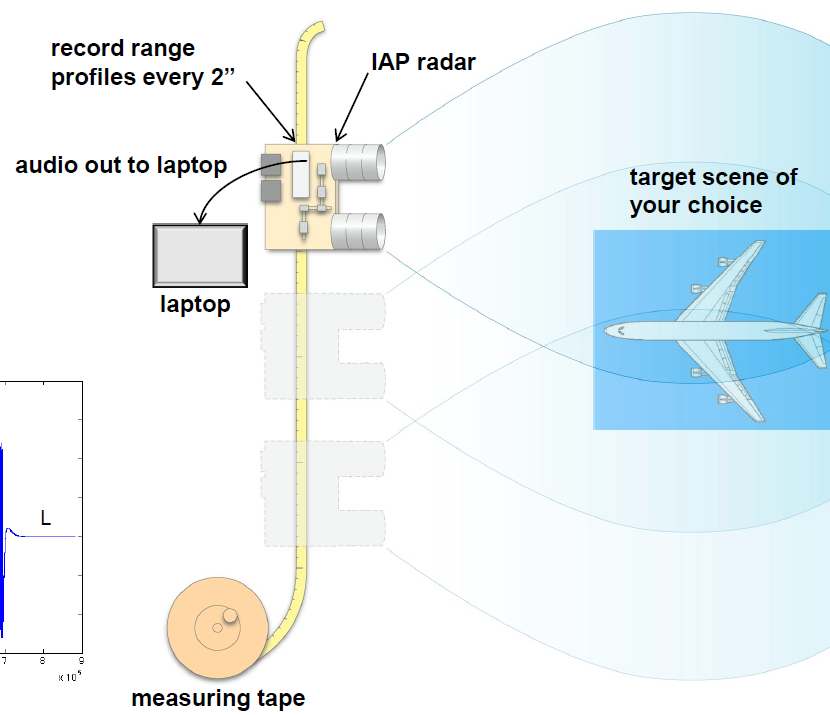 record range
profiles every 2”
IAP radar
audio out to laptop
target scene of
your choice
laptop
L
7 8 9
x 10⁵
measuring tape